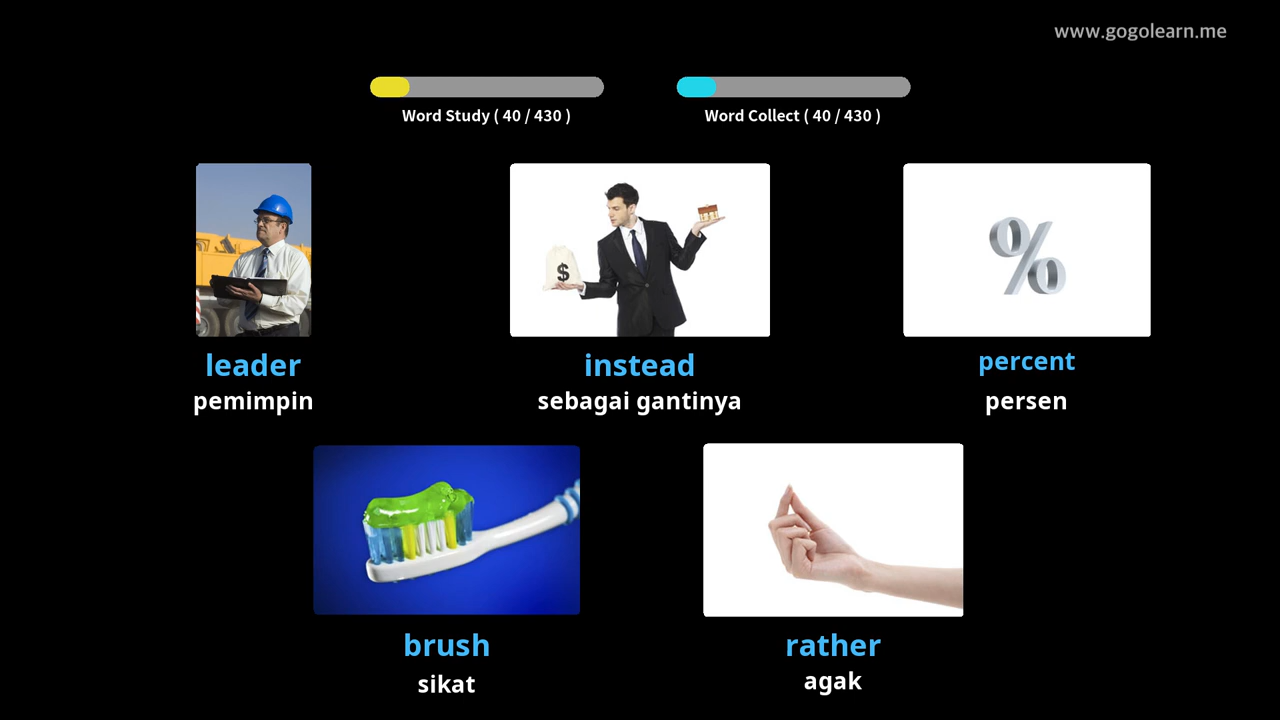 www.gogolearn.me
Word Study ( 40 / 430 )
Word Collect ( 40 / 430 )
$
%
leader
pemimpin
instead
sebagai gantinya
percent
persen
brush
sikat
rather
agak